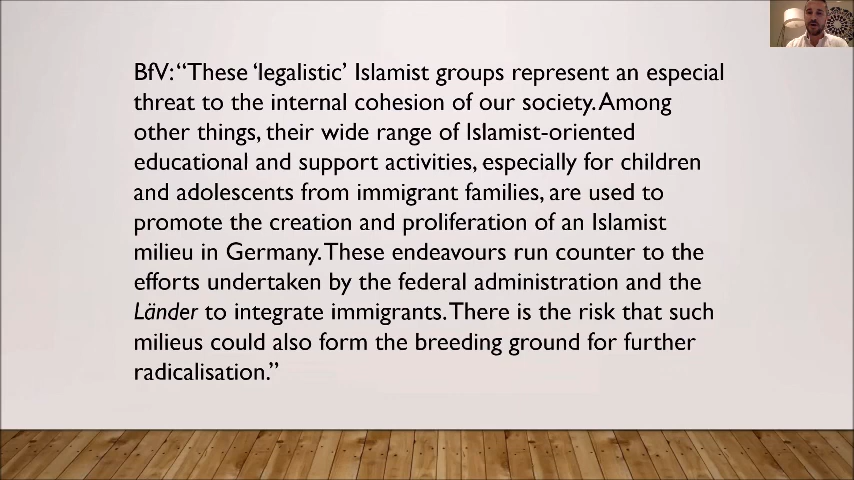 BfV: “These ‘legalistic’ Islamist groups represent an especial
threat to the internal cohesion of our society. Among
other things, their wide range of Islamist-oriented
educational and support activities, especially for children
and adolescents from immigrant families, are used to
promote the creation and proliferation of an Islamist
milieu in Germany. These endeavours run counter to the
efforts undertaken by the federal administration and the
Länder to integrate immigrants. There is the risk that such
milieus could also form the breeding ground for further
radicalisation.”